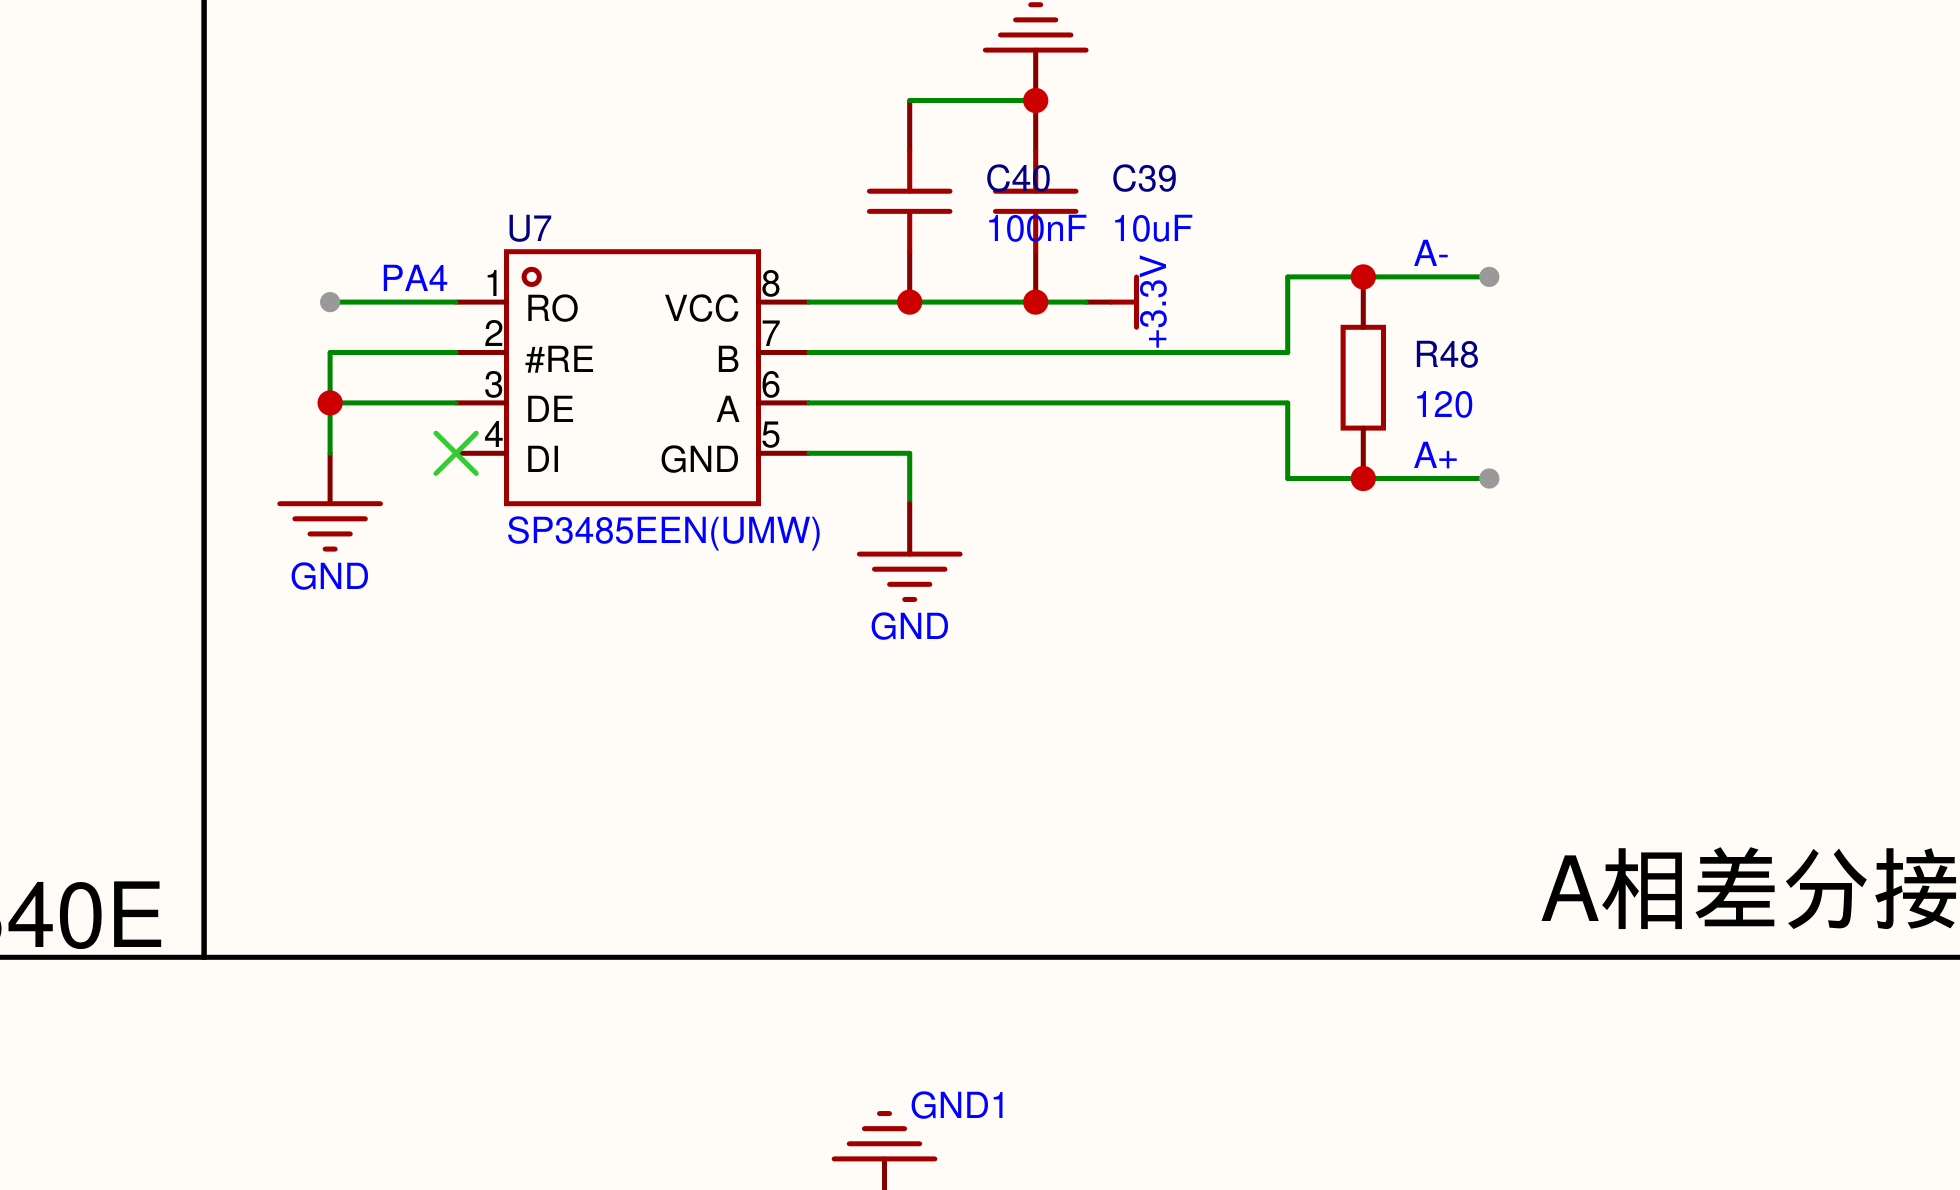 C40
C39
100nF
10uF
U7
PA4
1
RO
VCC
8
+3.3V
A-
2
#RE
B
7
R48
120
3
DE
A
6
4
DI
GND
5
A+
SP3485EEN(UMW)
GND
GND
40E
A相差分接
GND1